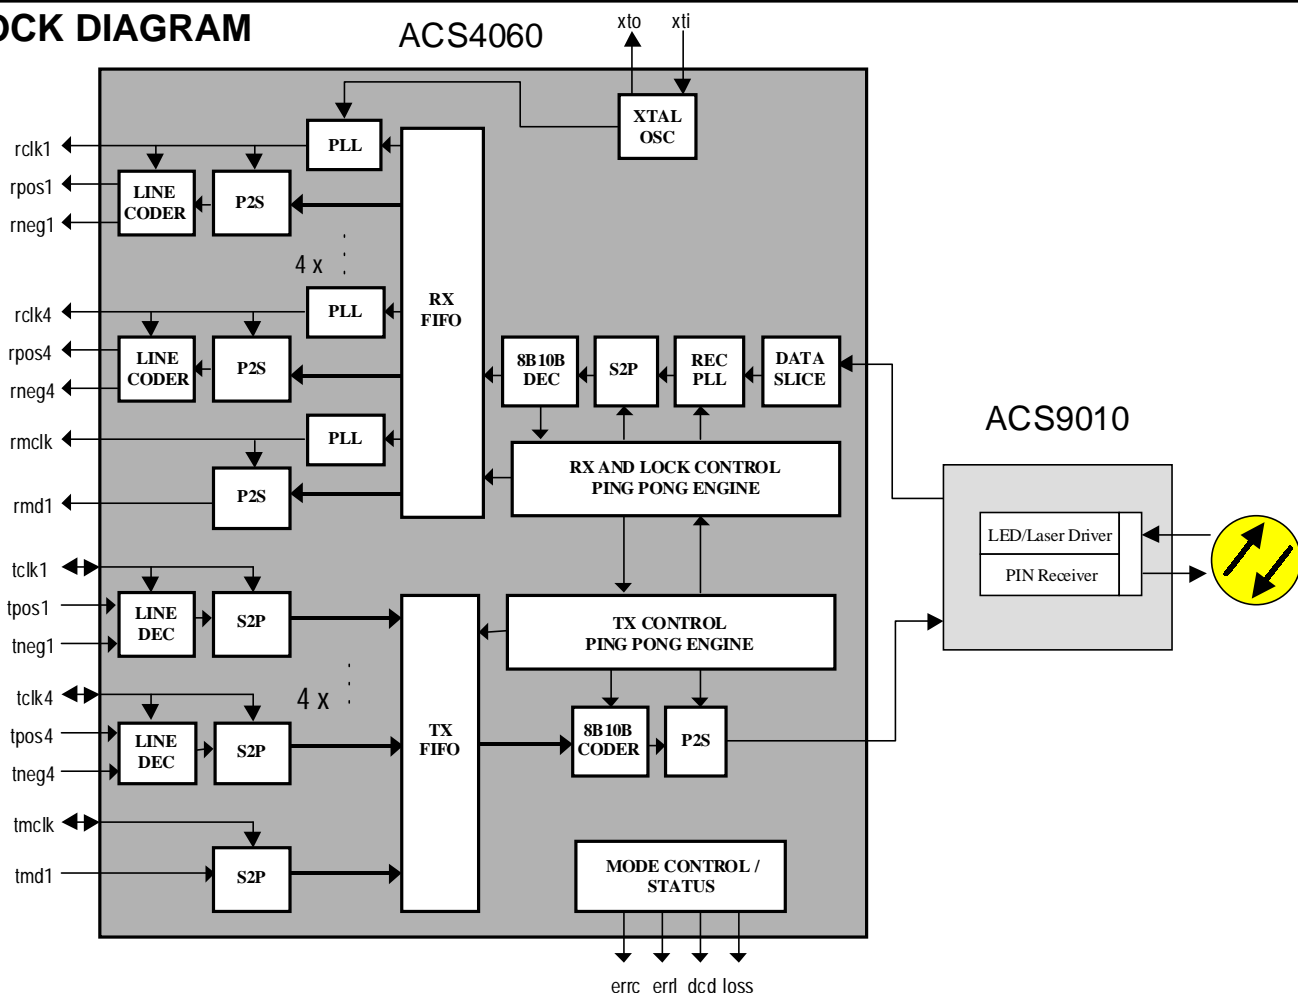 OCK DIAGRAM
ACS4060
xto
xti
XTAL
OSC
PLL
rclk1
rpos1
rneg1
LINE
CODER
P2S
4 x
RX
FIFO
rclk4
rpos4
rneg4
PLL
LINE
CODER
P2S
8B10B
DEC
S2P
REC
PLL
DATA
SLICE
ACS9010
rmclk
PLL
rmd1
P2S
RX AND LOCK CONTROL
PING PONG ENGINE
LED/Laser Driver
PIN Receiver
tclk1
tpos1
tneg1
LINE
DEC
S2P
TX CONTROL
PING PONG ENGINE
4 x
tclk4
tpos4
tneg4
LINE
DEC
S2P
TX
FIFO
8B10B
CODER
P2S
tmclk
tmd1
S2P
MODE CONTROL /
STATUS
errc
errl
dcd
loss